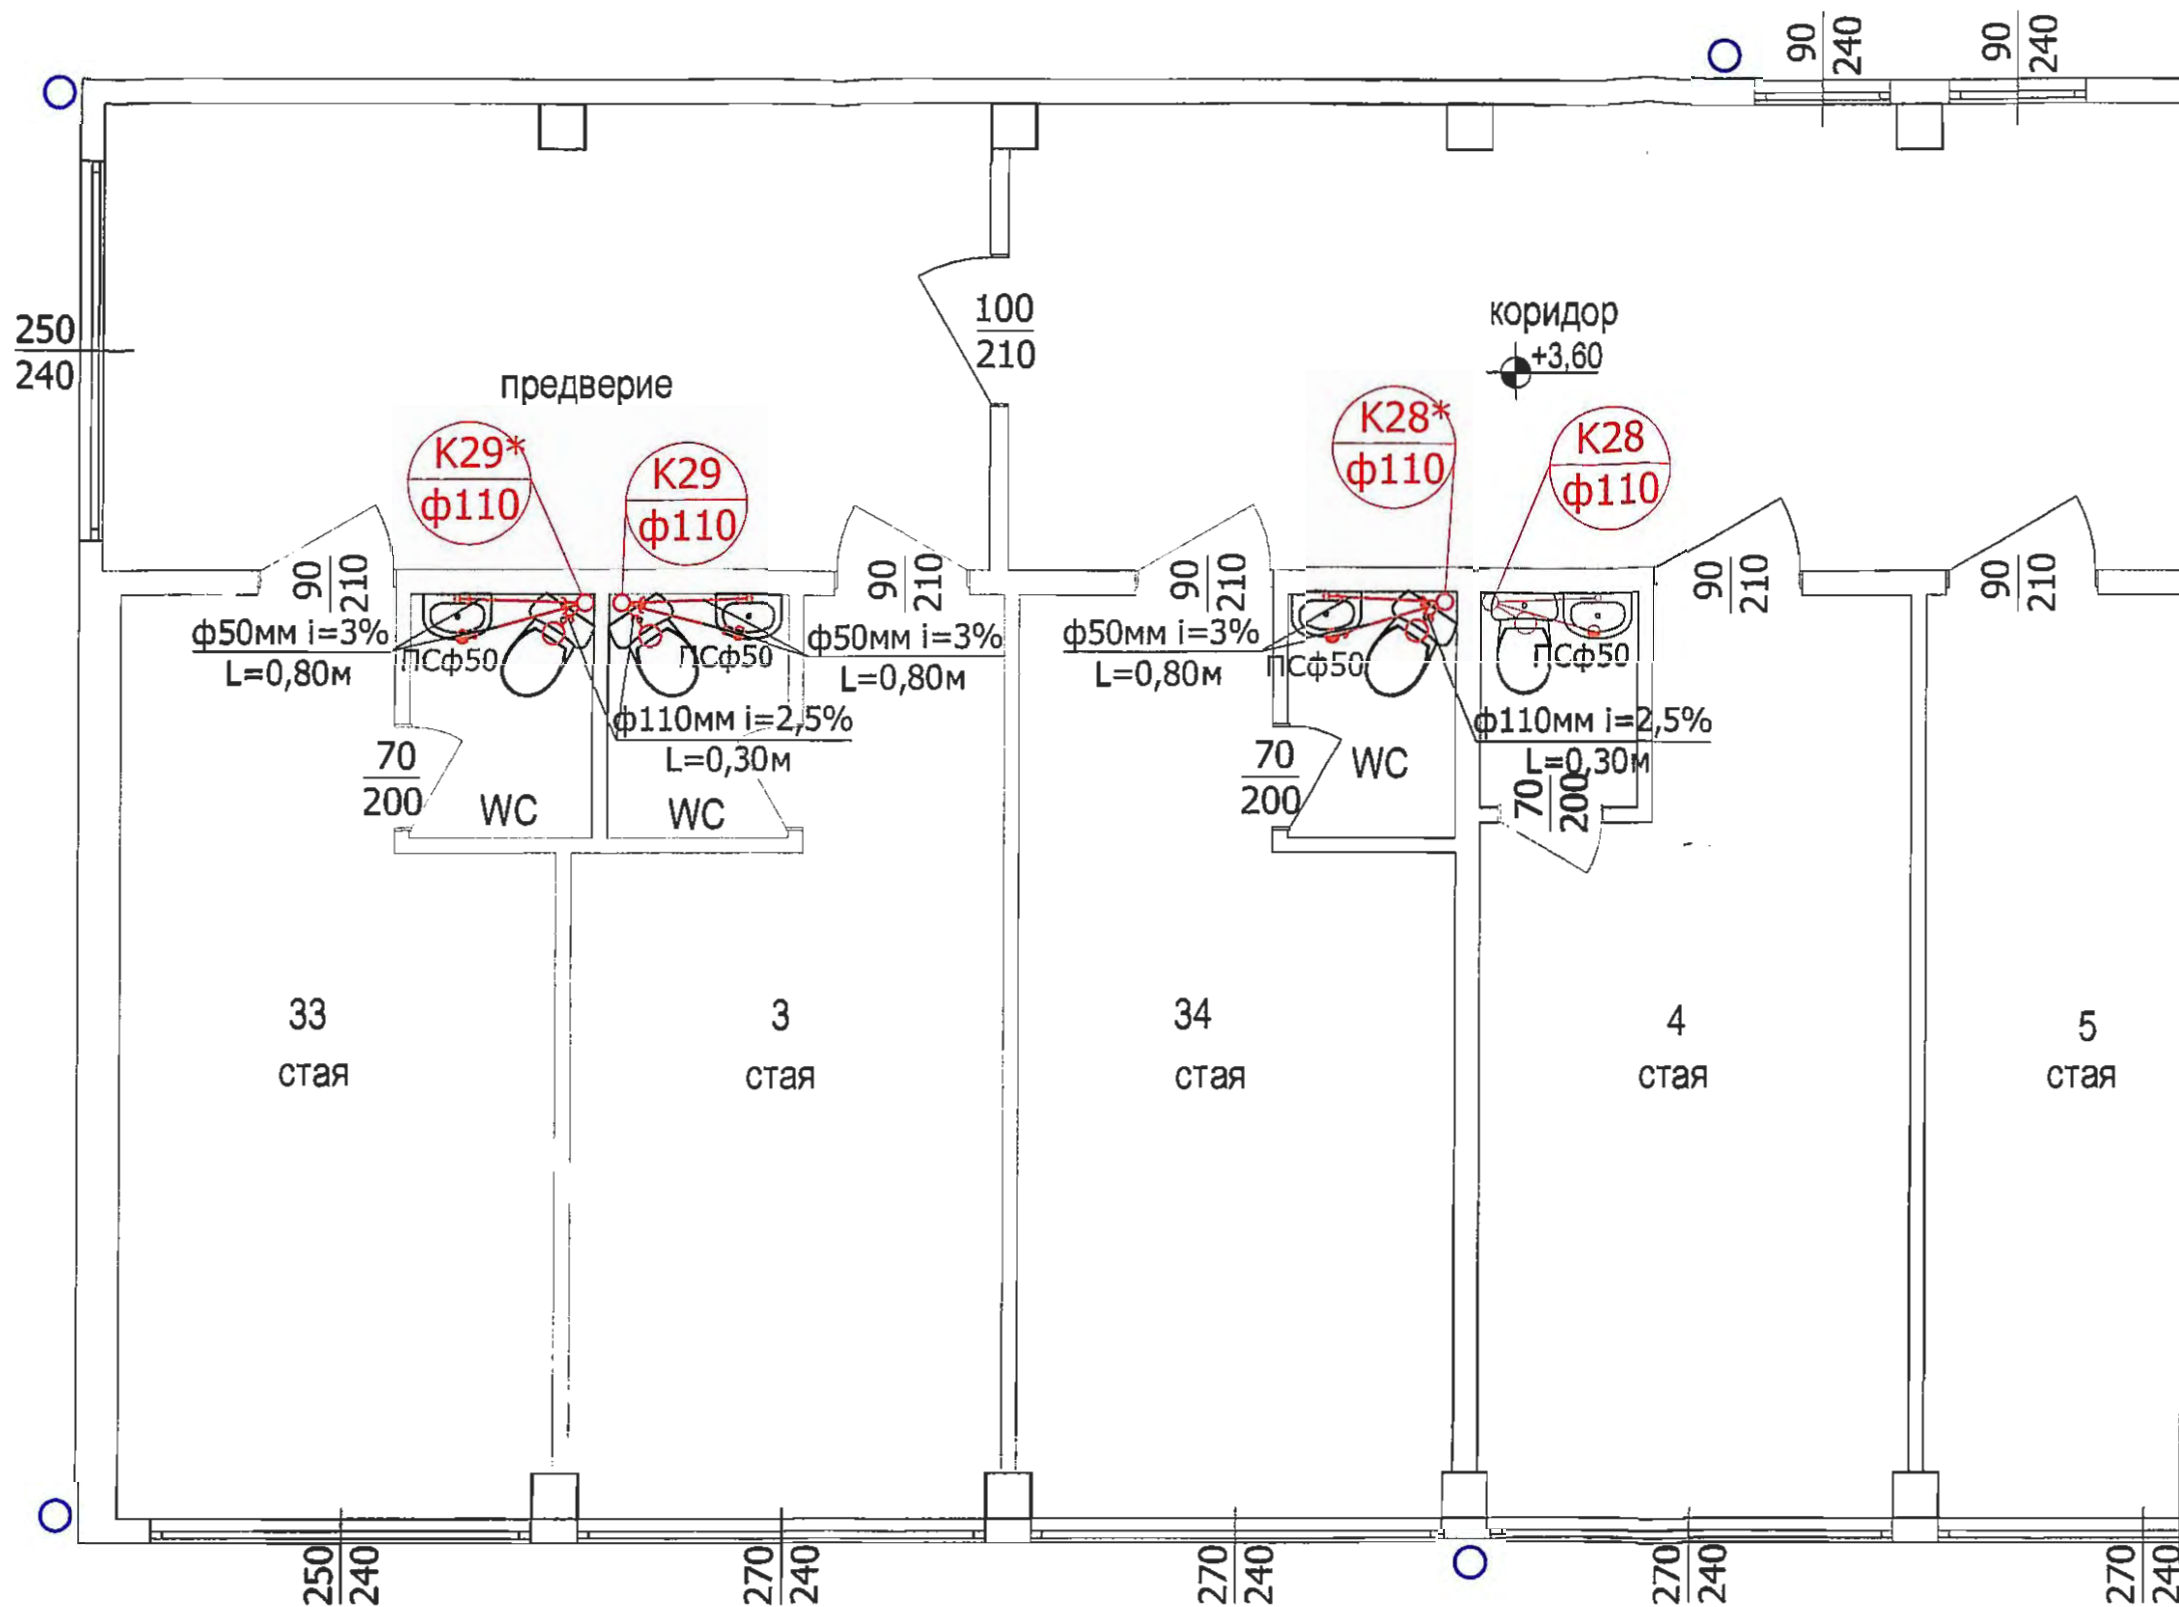 90
240
90
240
100
210
коридор
+3,60
250
240
предверие
К29*
ф110
К29
ф110
К28*
ф110
К28
ф110
90
210
90
210
90
210
90
210
90
210
ф50мм i=3%
L=0,80м
ПСф50
ПСф50
ф50мм i=3%
L=0,80м
ф50мм i=3%
L=0,80м
ПСф50
ПСф50
ф110мм i=2,5%
L=0,30м
ф110мм i=2,5%
L=0,30м
70
200
WC
WC
70
200
WC
70
200
33
стая
3
стая
34
стая
4
стая
5
стая
250
240
270
240
270
240
270
240
270
240